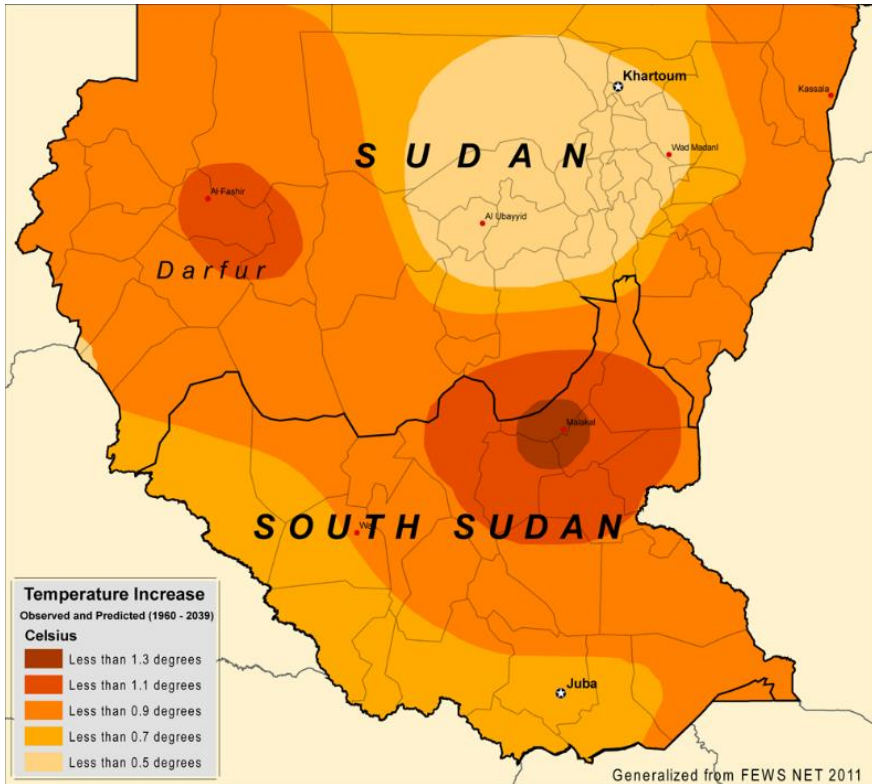 Khartoum
Kassala
SUDAN
Wad Madani
Al Fashir
Al Ubayyid
Darfur
Malakal
SOUTH SUDAN
Temperature Increase
Observed and Predicted (1960 - 2039)
Celsius
Less than 1.3 degrees
Less than 1.1 degrees
Less than 0.9 degrees
Less than 0.7 degrees
Less than 0.5 degrees
Juba
Generalized from FEWS NET 2011